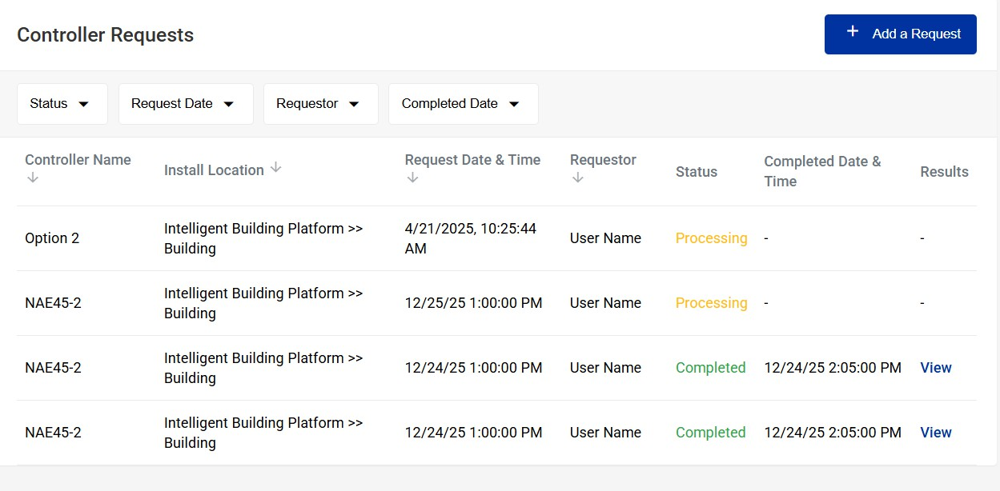 Controller Requests
+ Add a Request
Status
Request Date
Requestor
Completed Date
Controller Name
Install Location
Request Date & Time
Requestor
Status
Completed Date &
Time
Results
Option 2
Intelligent Building Platform >>
Building
4/21/2025, 10:25:44
AM
User Name
Processing
-
-
NAE45-2
Intelligent Building Platform >>
Building
12/25/25 1:00:00 PM
User Name
Processing
-
-
NAE45-2
Intelligent Building Platform >>
Building
12/24/25 1:00:00 PM
User Name
Completed
12/24/25 2:05:00 PM
View
NAE45-2
Intelligent Building Platform >>
Building
12/24/25 1:00:00 PM
User Name
Completed
12/24/25 2:05:00 PM
View